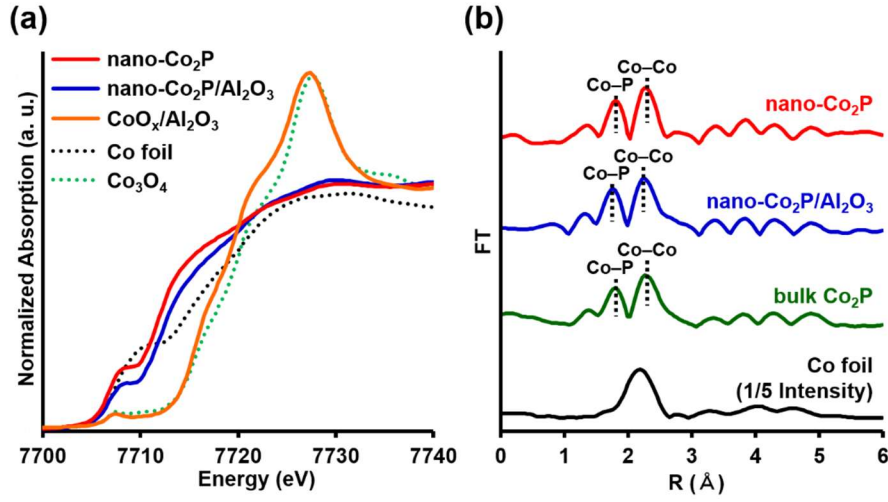 (a)
Normalized Absorption (a. u.)
nano-Co₂P
nano-Co₂P/Al₂O₃
CoOₓ/Al₂O₃
Co foil
Co₃O₄
7700 7710 7720 7730 7740
Energy (eV)
(b)
FT
Co–P Co–Co
nano-Co₂P
Co–P Co–Co
nano-Co₂P/Al₂O₃
Co–P Co–Co
bulk Co₂P
Co foil
(1/5 Intensity)
0 1 2 3 4 5 6
R (Å)